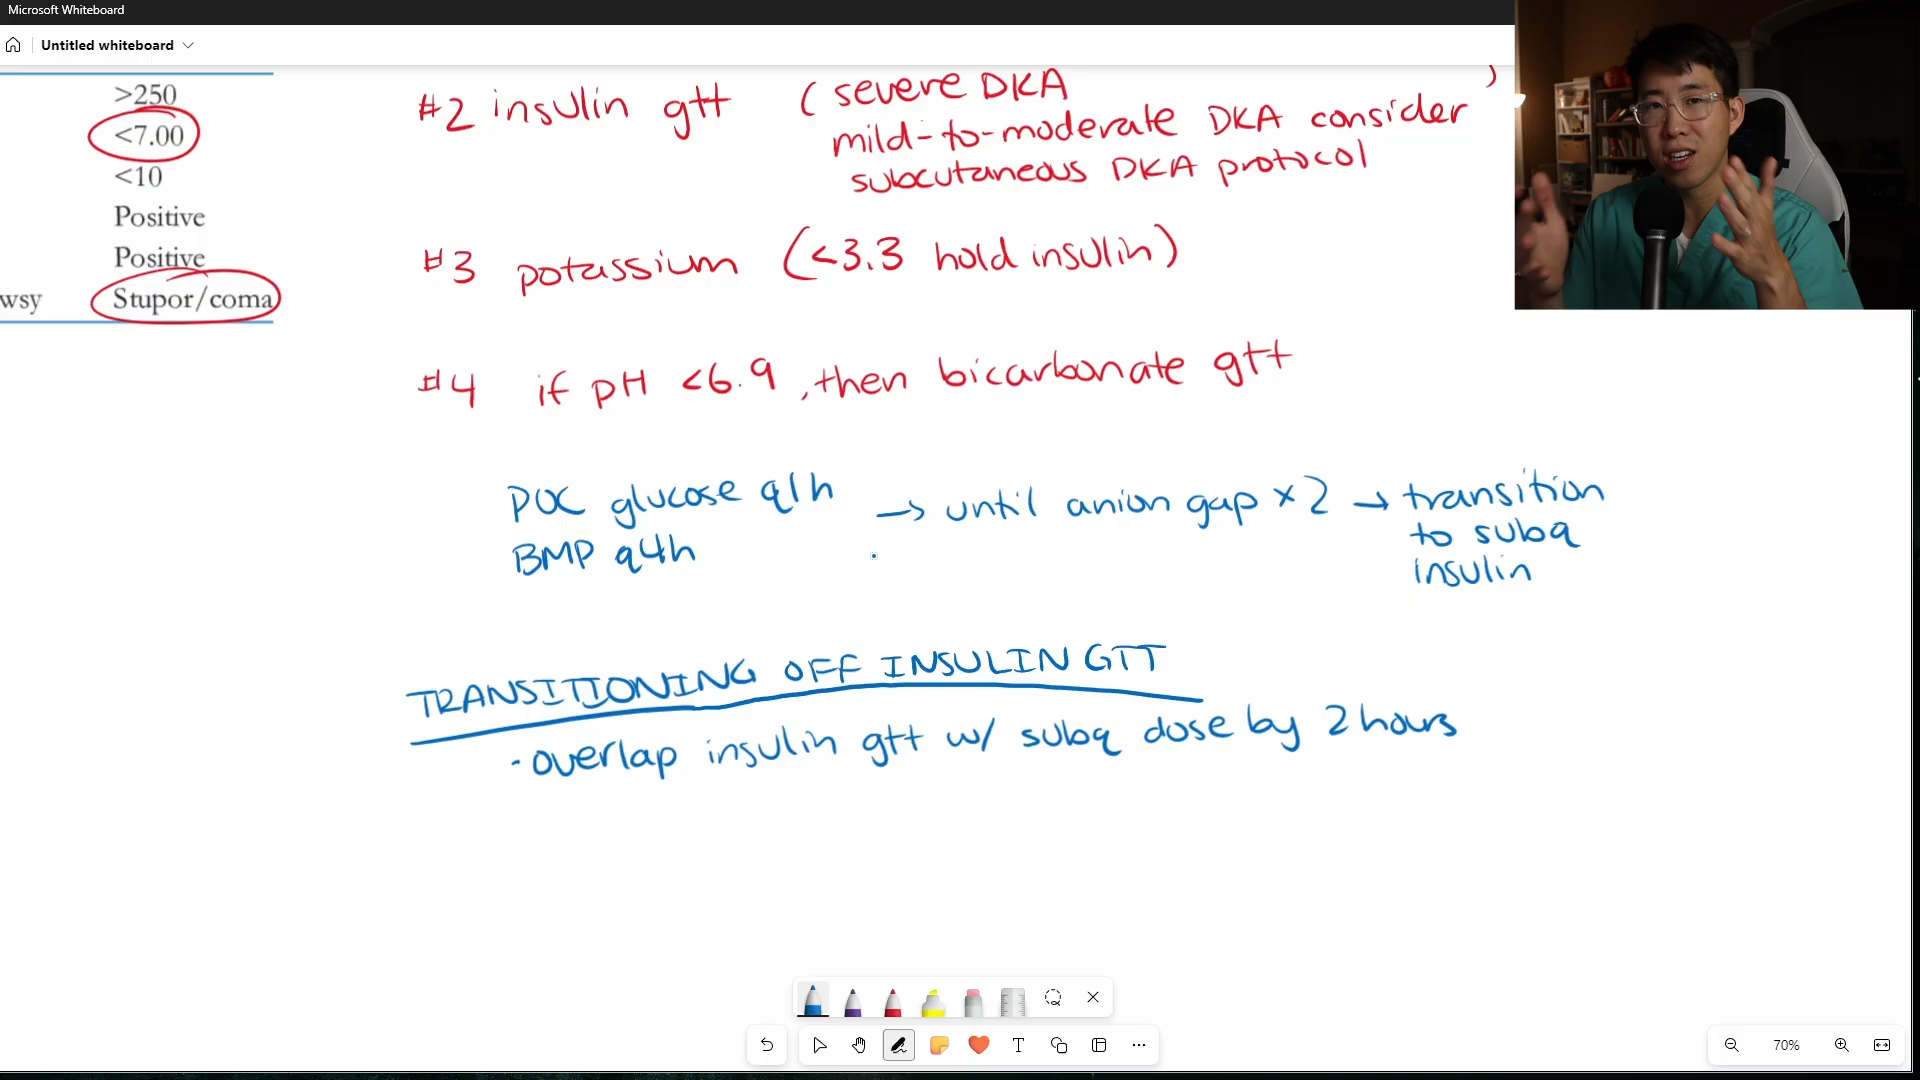 Microsoft Whiteboard
Untitled whiteboard
>250
<7.00
<10
Positive
Positive
wsy Stupor/coma
#2 insulin gtt (severe DKA
mild-to-moderate DKA consider
subcutaneous DKA protocol
)
#3 potassium (<3.3 hold insulin)
#4 if pH <6.9, then bicarbonate gtt
POC glucose q1h → until anion gap × 2 → transition
BMP q4h
to subq
insulin
TRANSITIONING OFF INSULIN GTT
· overlap insulin gtt w/ subq dose by 2 hours
70%